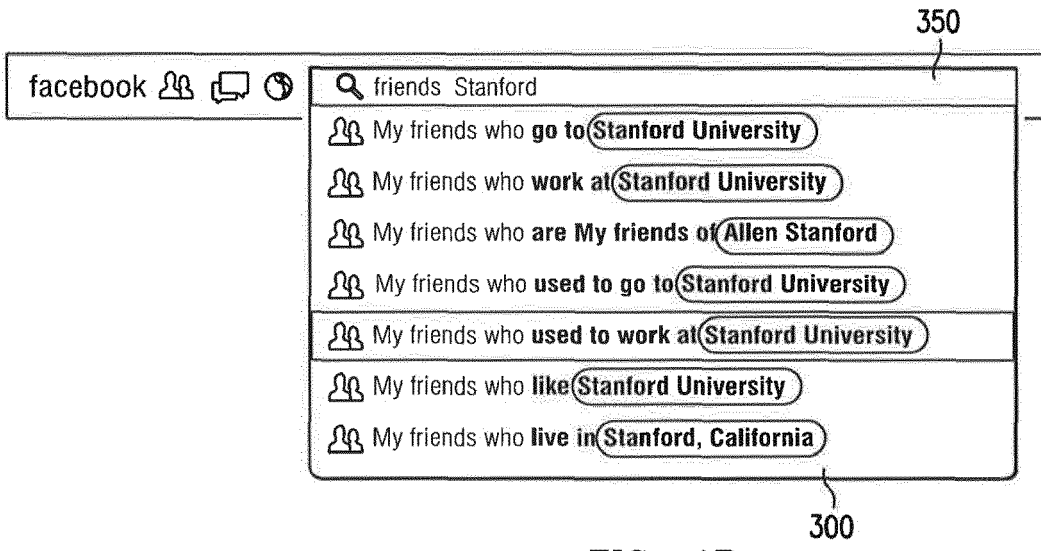 350
facebook
friends Stanford
My friends who go to Stanford University
My friends who work at Stanford University
My friends who are My friends of Allen Stanford
My friends who used to go to Stanford University
My friends who used to work at Stanford University
My friends who like Stanford University
My friends who live in Stanford, California
300